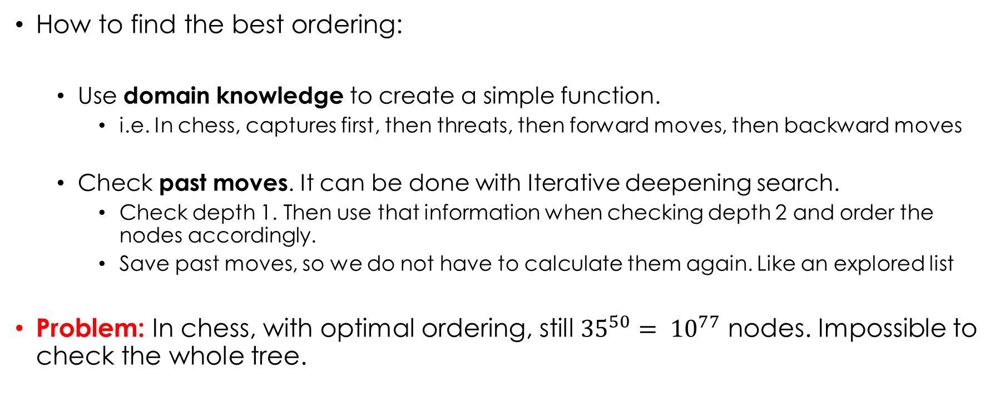 • How to find the best ordering:
• Use domain knowledge to create a simple function.
• i.e. In chess, captures first, then threats, then forward moves, then backward moves
• Check past moves. It can be done with Iterative deepening search.
• Check depth 1. Then use that information when checking depth 2 and order the
nodes accordingly.
• Save past moves, so we do not have to calculate them again. Like an explored list
• Problem: In chess, with optimal ordering, still 35⁵⁰ = 10⁷⁷ nodes. Impossible to
check the whole tree.